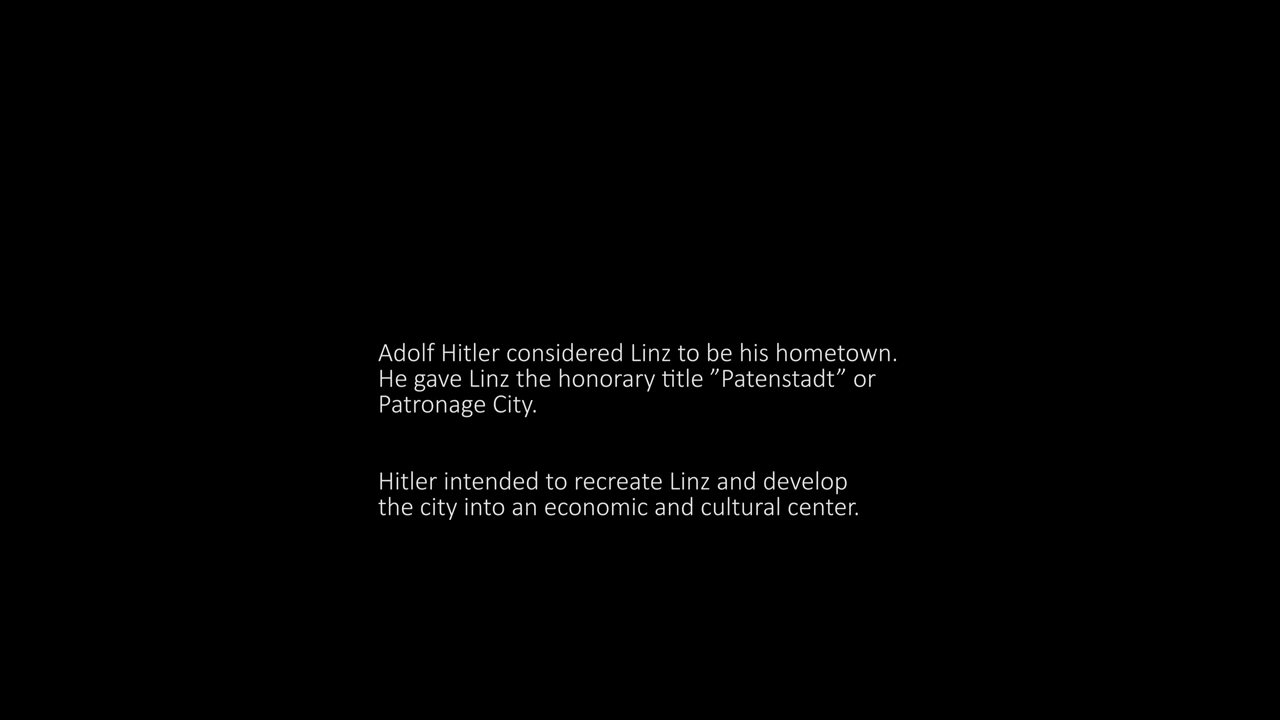 Adolf Hitler considered Linz to be his hometown.
He gave Linz the honorary title ”Patenstadt” or
Patronage City.
Hitler intended to recreate Linz and develop
the city into an economic and cultural center.